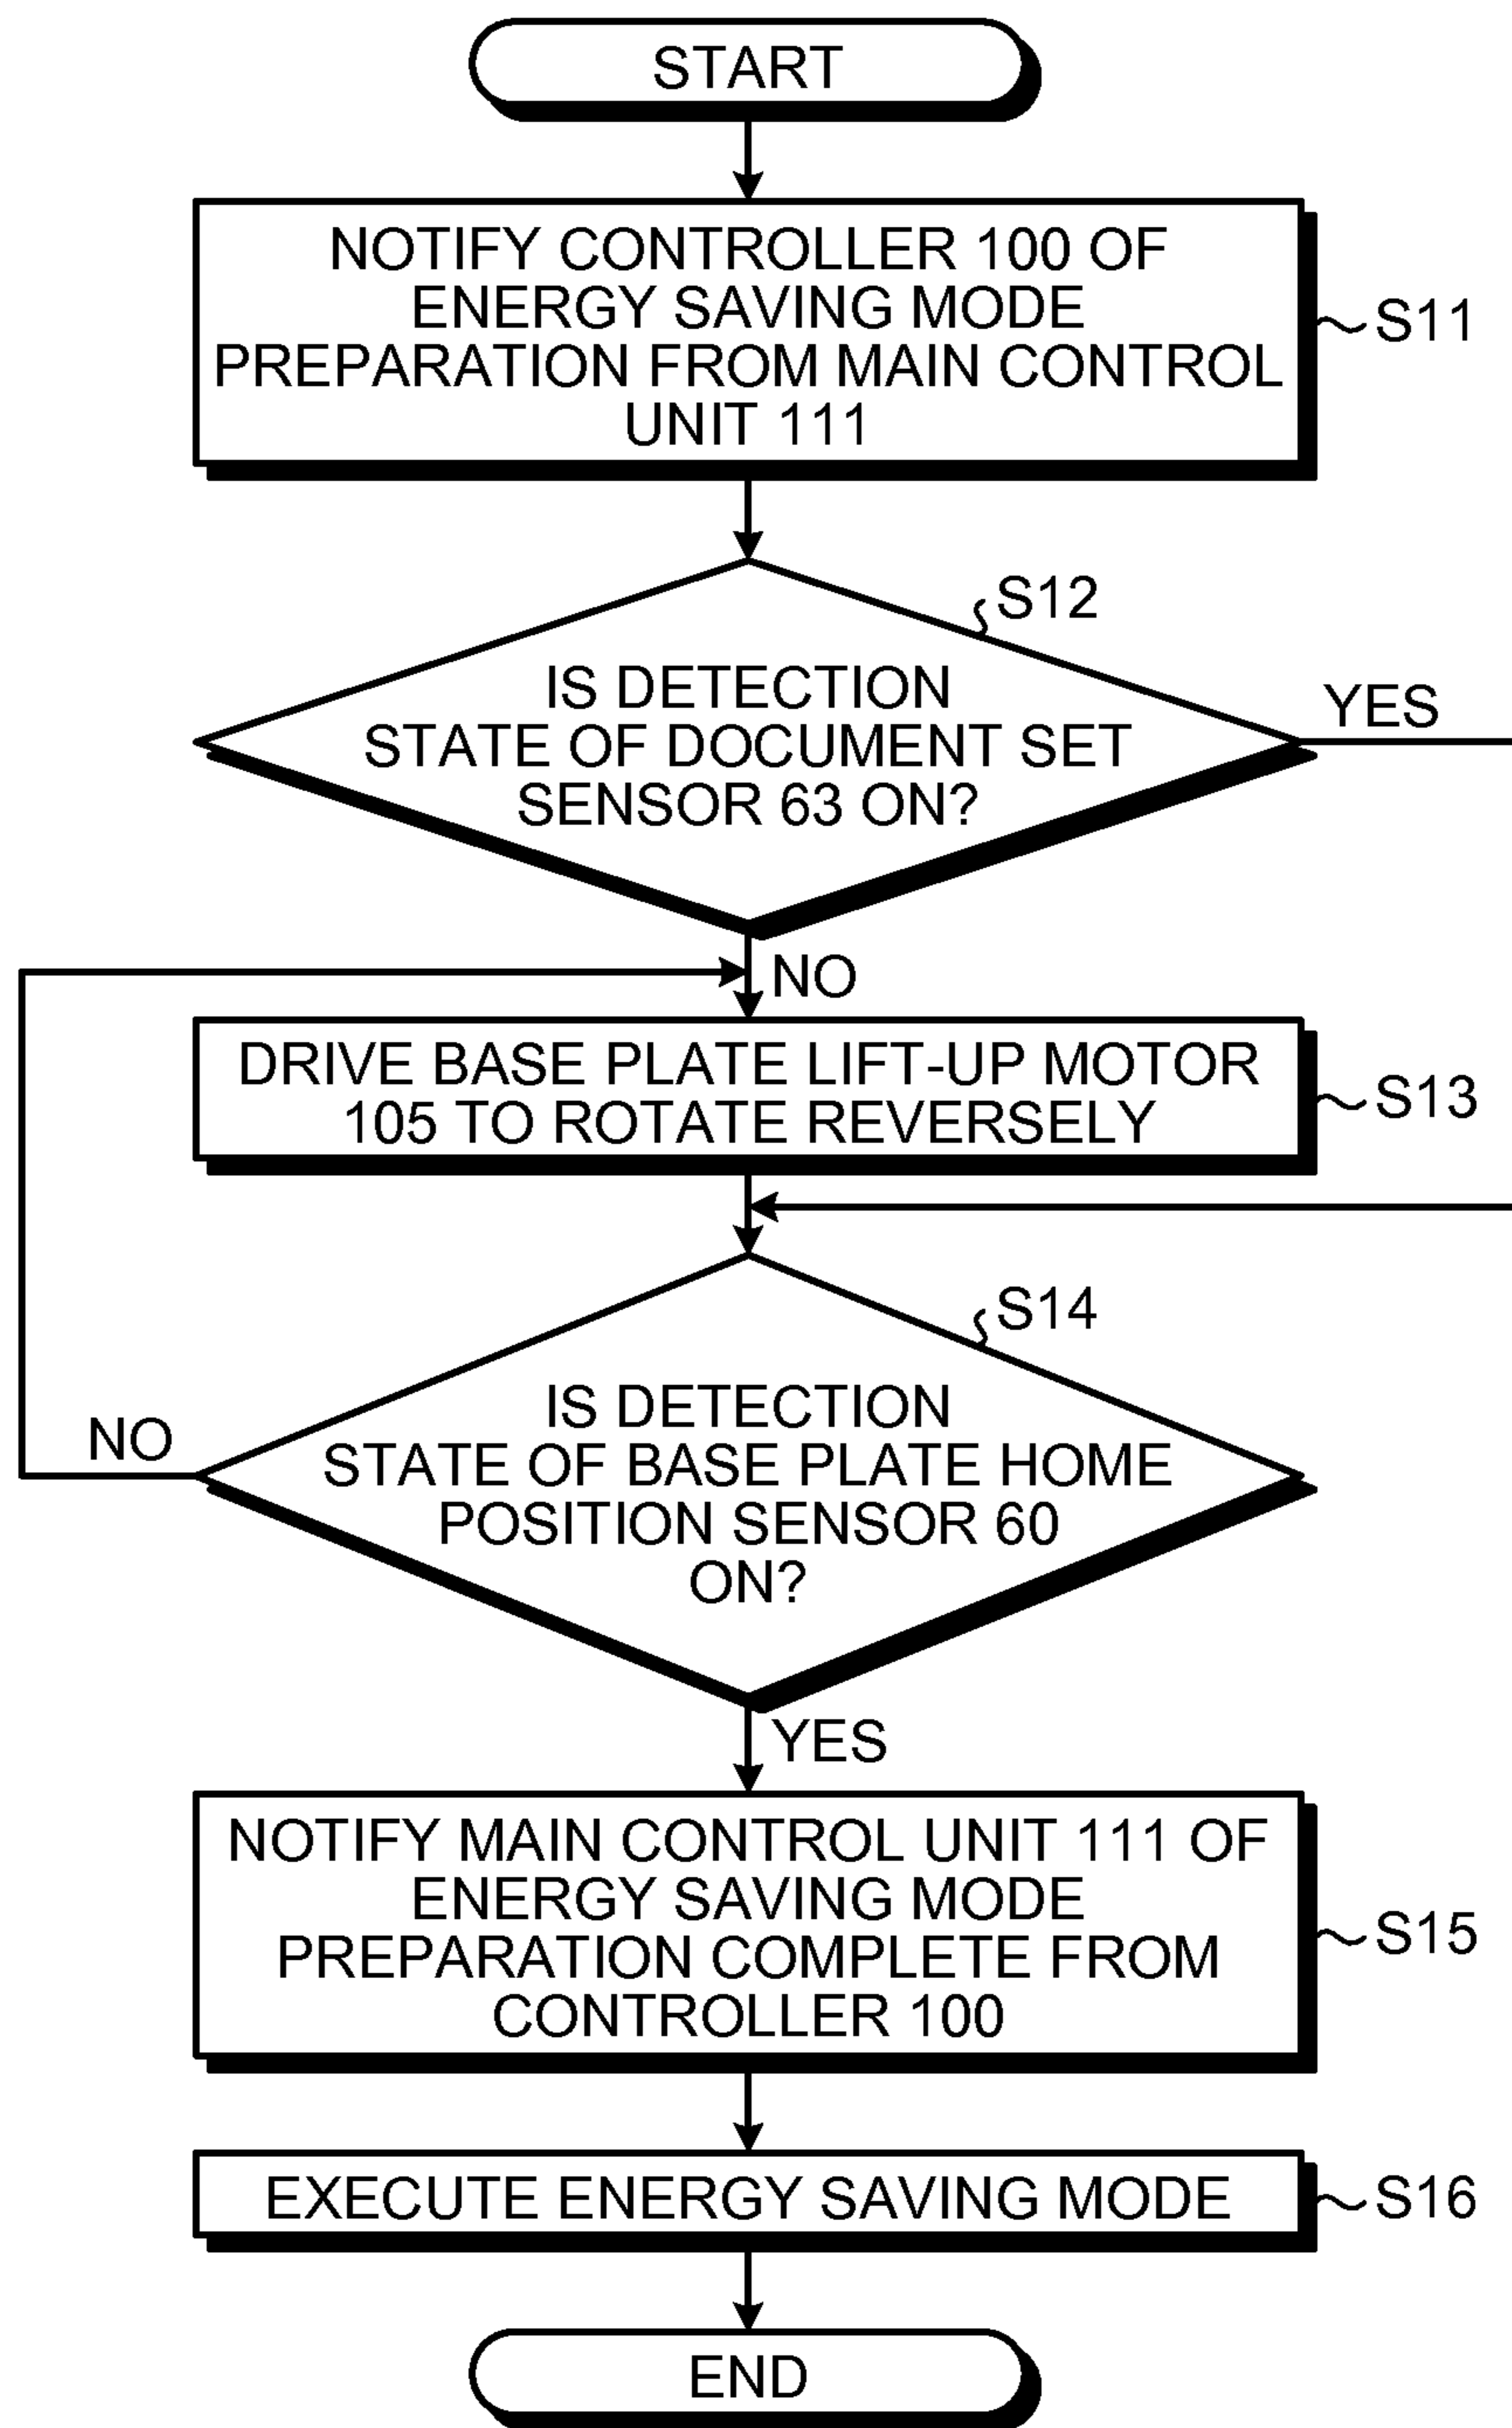 START
NOTIFY CONTROLLER 100 OF
ENERGY SAVING MODE
PREPARATION FROM MAIN CONTROL
UNIT 111
S11
S12
IS DETECTION
STATE OF DOCUMENT SET
SENSOR 63 ON?
YES
NO
DRIVE BASE PLATE LIFT-UP MOTOR
105 TO ROTATE REVERSELY
S13
S14
IS DETECTION
STATE OF BASE PLATE HOME
POSITION SENSOR 60
ON?
NO
YES
NOTIFY MAIN CONTROL UNIT 111 OF
ENERGY SAVING MODE
PREPARATION COMPLETE FROM
CONTROLLER 100
S15
EXECUTE ENERGY SAVING MODE
S16
END